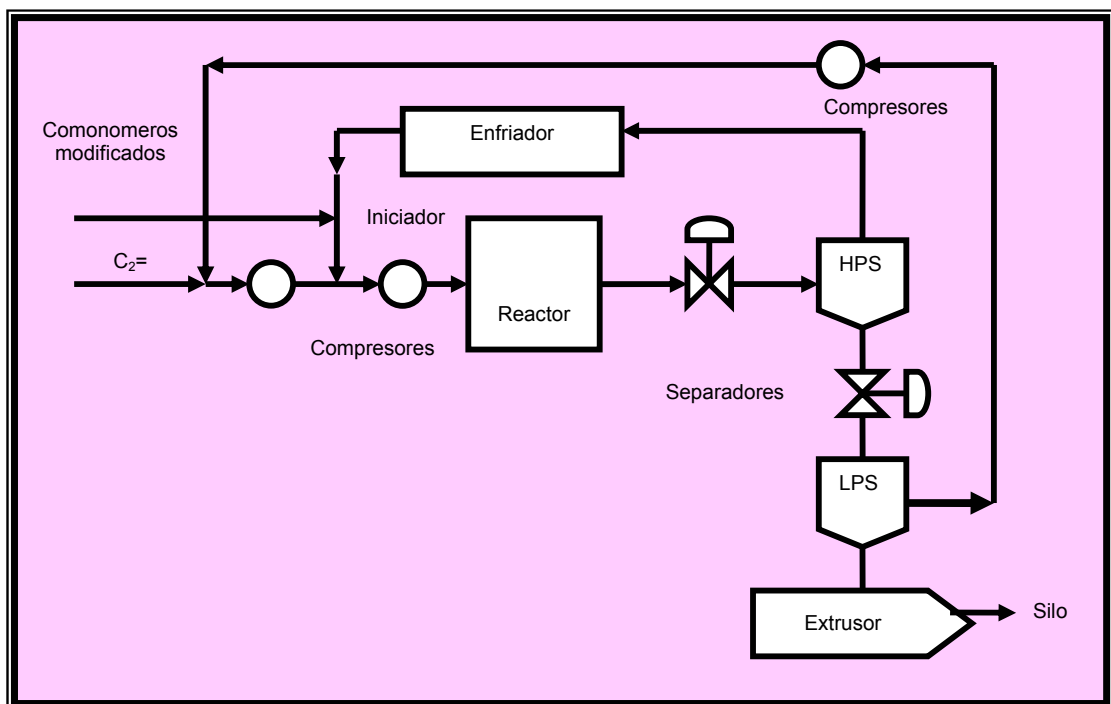 Compresores
Comonomeros
modificados
Enfriador
Iniciador
C₂=
HPS
Reactor
Compresores
Separadores
LPS
Extrusor
Silo